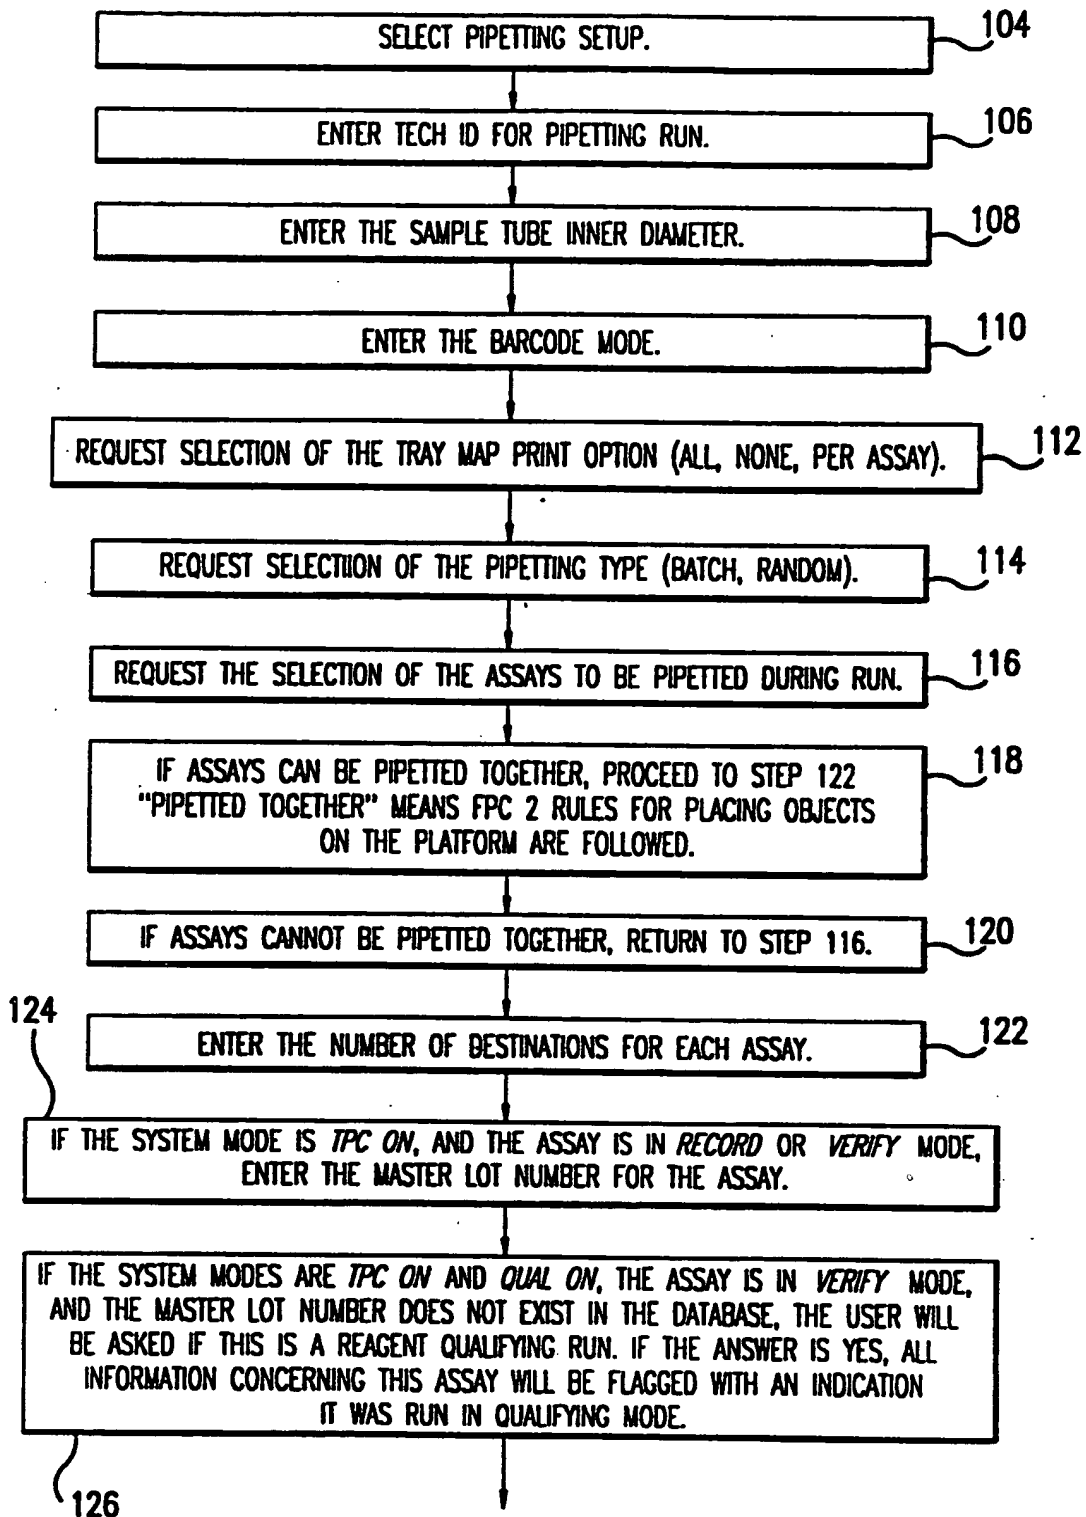 SELECT PIPETTING SETUP.
104
ENTER TECH ID FOR PIPETTING RUN.
106
ENTER THE SAMPLE TUBE INNER DIAMETER.
108
ENTER THE BARCODE MODE.
110
REQUEST SELECTION OF THE TRAY MAP PRINT OPTION (ALL, NONE, PER ASSAY).
112
REQUEST SELECTION OF THE PIPETTING TYPE (BATCH, RANDOM).
114
REQUEST THE SELECTION OF THE ASSAYS TO BE PIPETTED DURING RUN.
116
IF ASSAYS CAN BE PIPETTED TOGETHER, PROCEED TO STEP 122
"PIPETTED TOGETHER" MEANS FPC 2 RULES FOR PLACING OBJECTS
ON THE PLATFORM ARE FOLLOWED.
118
IF ASSAYS CANNOT BE PIPETTED TOGETHER, RETURN TO STEP 116.
120
ENTER THE NUMBER OF DESTINATIONS FOR EACH ASSAY.
122
124
IF THE SYSTEM MODE IS TPC ON, AND THE ASSAY IS IN RECORD OR VERIFY MODE,
ENTER THE MASTER LOT NUMBER FOR THE ASSAY.
IF THE SYSTEM MODES ARE TPC ON AND QUAL ON, THE ASSAY IS IN VERIFY MODE,
AND THE MASTER LOT NUMBER DOES NOT EXIST IN THE DATABASE, THE USER WILL
BE ASKED IF THIS IS A REAGENT QUALIFYING RUN. IF THE ANSWER IS YES, ALL
INFORMATION CONCERNING THIS ASSAY WILL BE FLAGGED WITH AN INDICATION
IT WAS RUN IN QUALIFYING MODE.
126